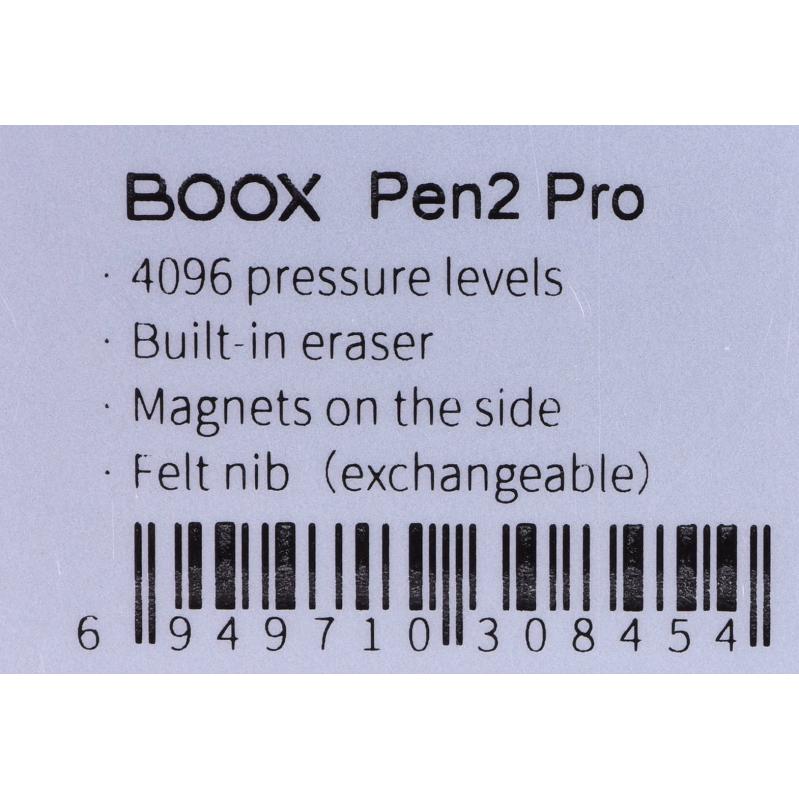 BOOX Pen2 Pro
· 4096 pressure levels
· Built-in eraser
· Magnets on the side
· Felt nib（exchangeable）
6 949710 308454